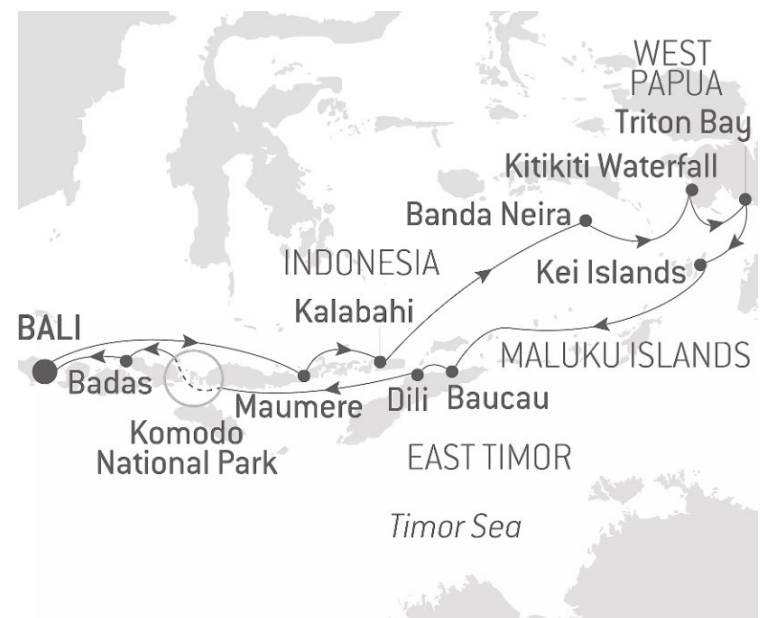 WEST
PAPUA
Triton Bay
Kitikiti Waterfall
Banda Neira
INDONESIA
Kei Islands
Kalabahi
BALI
MALUKU ISLANDS
Badas
Maumere
Dili
Baucau
Komodo
National Park
EAST TIMOR
Timor Sea